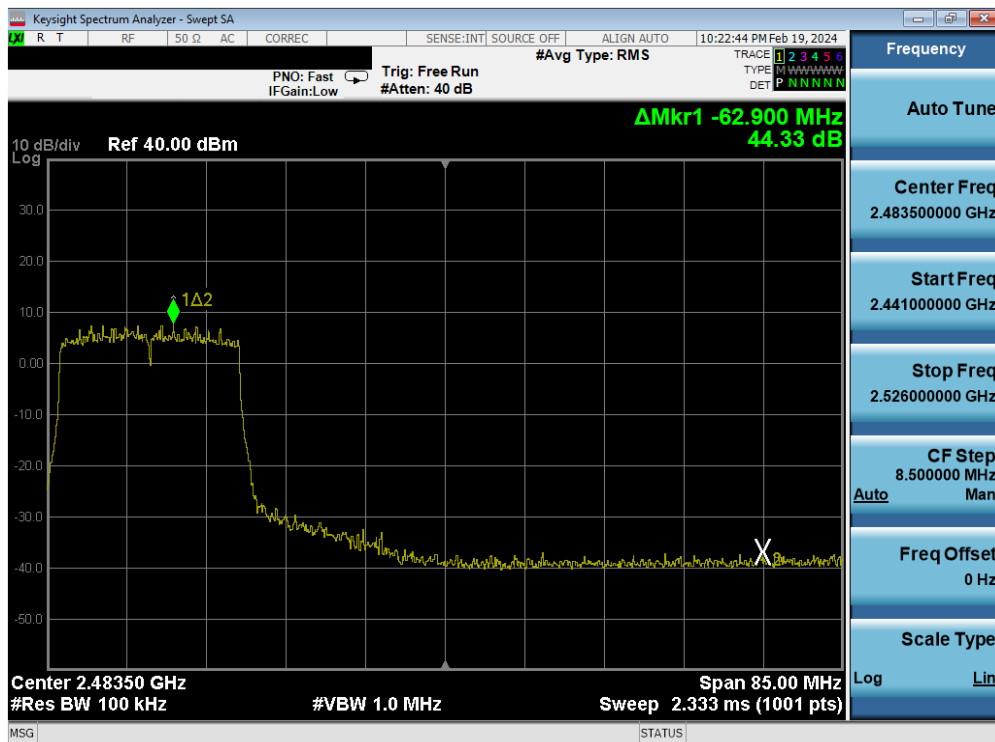 Keysight Spectrum Analyzer - Swept SA
LXI R T RF 50 Ω AC CORREC SENSE:INT SOURCE OFF ALIGN AUTO 10:22:44 PM Feb 19, 2024
#Avg Type: RMS
TRACE 1 2 3 4 5 6
TYPE M W W W W W
DET P N N N N N
PNO: Fast
IFGain:Low
Trig: Free Run
#Atten: 40 dB
ΔMkr1 -62.900 MHz
44.33 dB
10 dB/div
Log
Ref 40.00 dBm
30.0
20.0
10.0
0.00
-10.0
-20.0
-30.0
-40.0
-50.0
1Δ2
X2
Center 2.48350 GHz
Span 85.00 MHz
#Res BW 100 kHz
#VBW 1.0 MHz
Sweep 2.333 ms (1001 pts)
MSG
STATUS
Frequency
Auto Tune
Center Freq
2.483500000 GHz
Start Freq
2.441000000 GHz
Stop Freq
2.526000000 GHz
CF Step
8.500000 MHz
Auto Man
Freq Offset
0 Hz
Scale Type
Log Lin